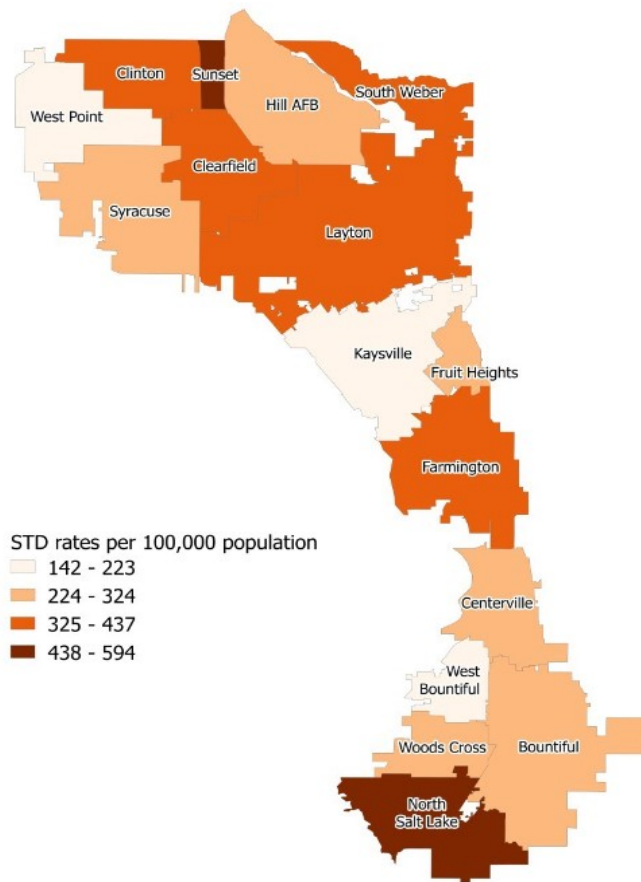 Clinton
Sunset
South Weber
Hill AFB
West Point
Clearfield
Syracuse
Layton
Kaysville
Fruit Heights
Farmington
STD rates per 100,000 population
142 - 223
224 - 324
325 - 437
438 - 594
Centerville
West
Bountiful
Woods Cross
Bountiful
North
Salt Lake